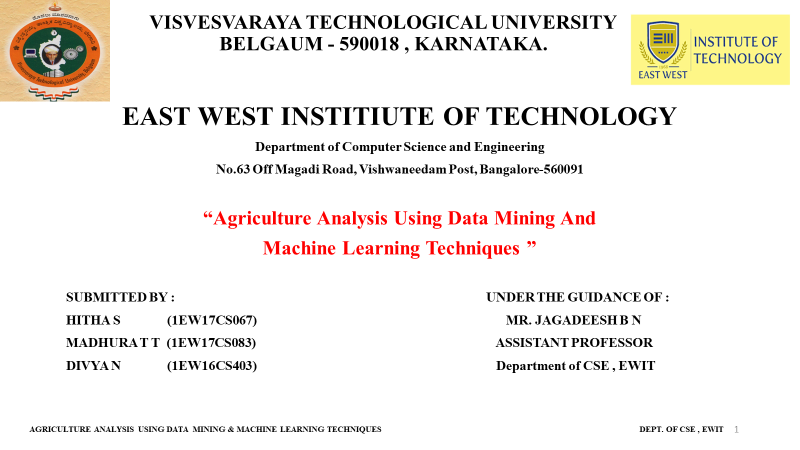 VISVESVARAYA TECHNOLOGICAL UNIVERSITY
BELGAUM - 590018 , KARNATAKA.
INSTITUTE OF
TECHNOLOGY
EAST WEST
EAST WEST INSTITIUTE OF TECHNOLOGY
Department of Computer Science and Engineering
No.63 Off Magadi Road, Vishwaneedam Post, Bangalore-560091
“Agriculture Analysis Using Data Mining And
Machine Learning Techniques ”
SUBMITTED BY :
HITHA S (1EW17CS067)
MADHURA T T (1EW17CS083)
DIVYA N (1EW16CS403)
UNDER THE GUIDANCE OF :
MR. JAGADEESH B N
ASSISTANT PROFESSOR
Department of CSE , EWIT
AGRICULTURE ANALYSIS USING DATA MINING & MACHINE LEARNING TECHNIQUES
DEPT. OF CSE , EWIT 1